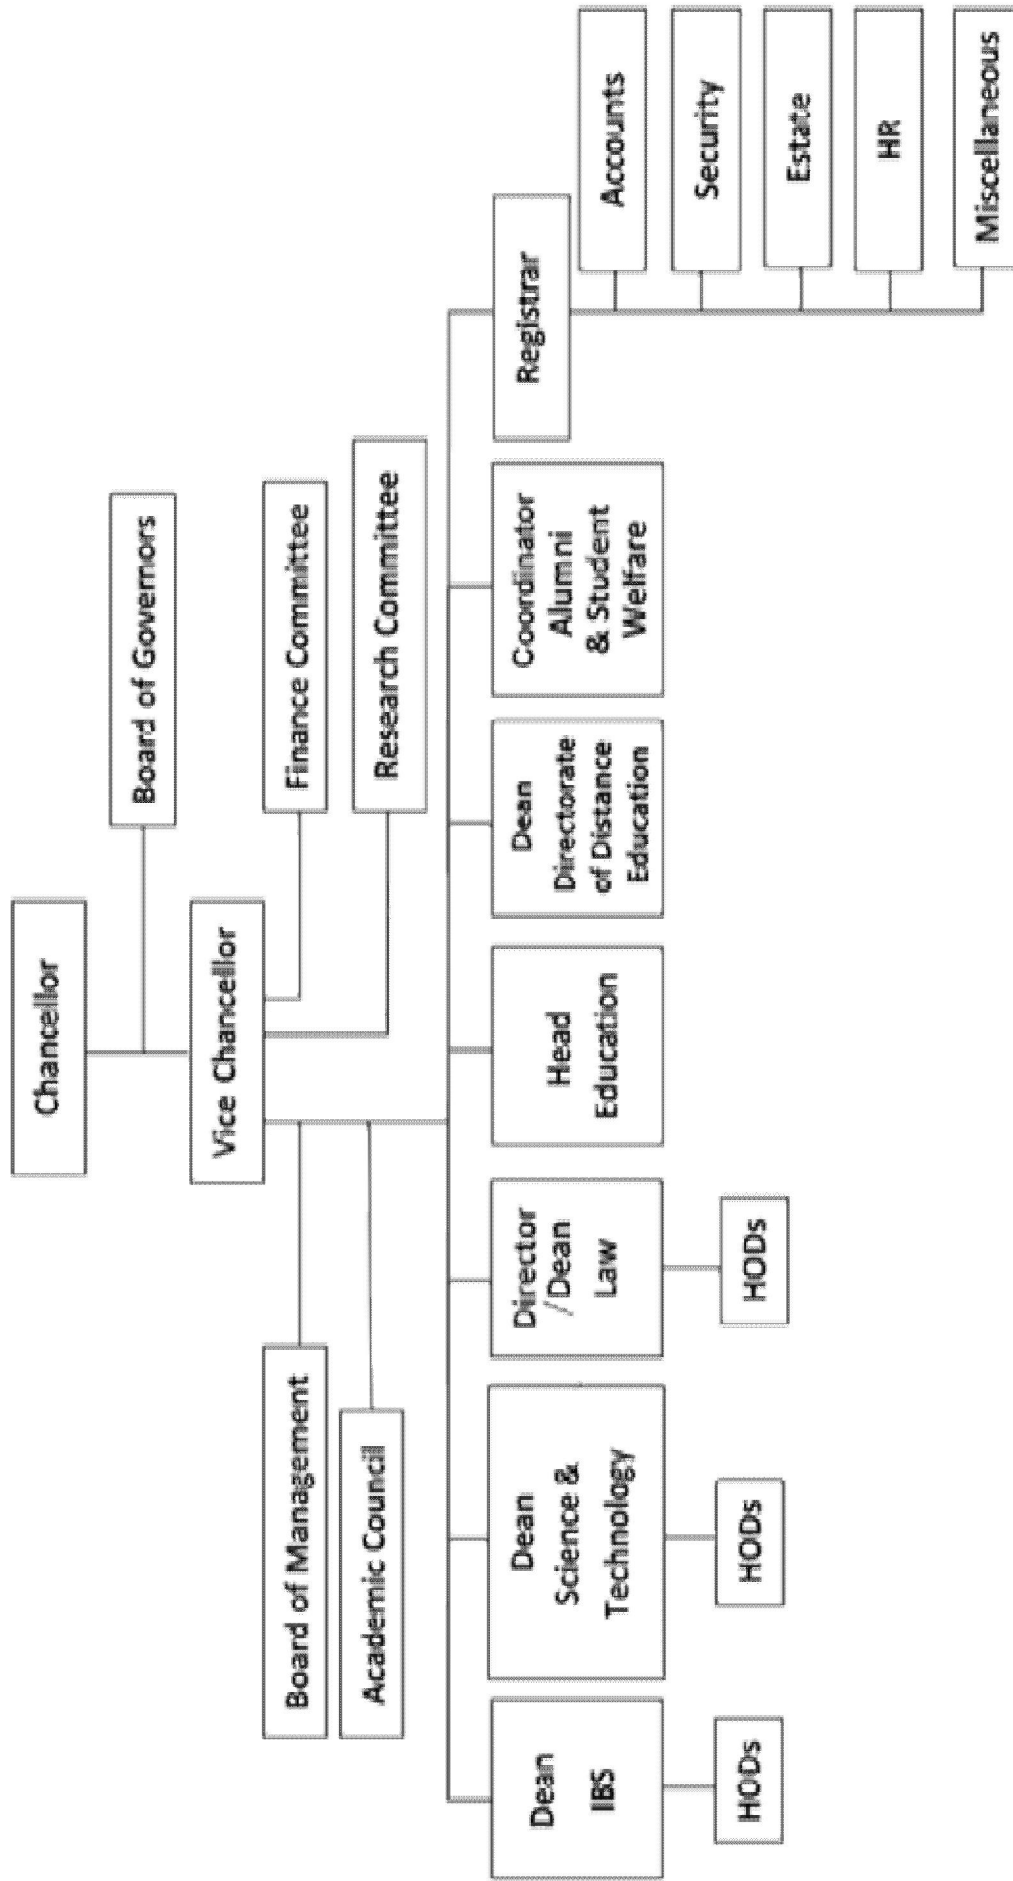 Chancellor
Board of Governors
Vice Chancellor
Board of Management
Finance Committee
Academic Council
Research Committee
Dean
IBS
Dean
Science &
Technology
Director
/Dean
Law
Head
Education
Dean
Directorate
of Distance
Education
Coordinator
Alumni
& Student
Welfare
Registrar
HODs
HODs
HODs
Accounts
Security
Estate
HR
Miscellaneous